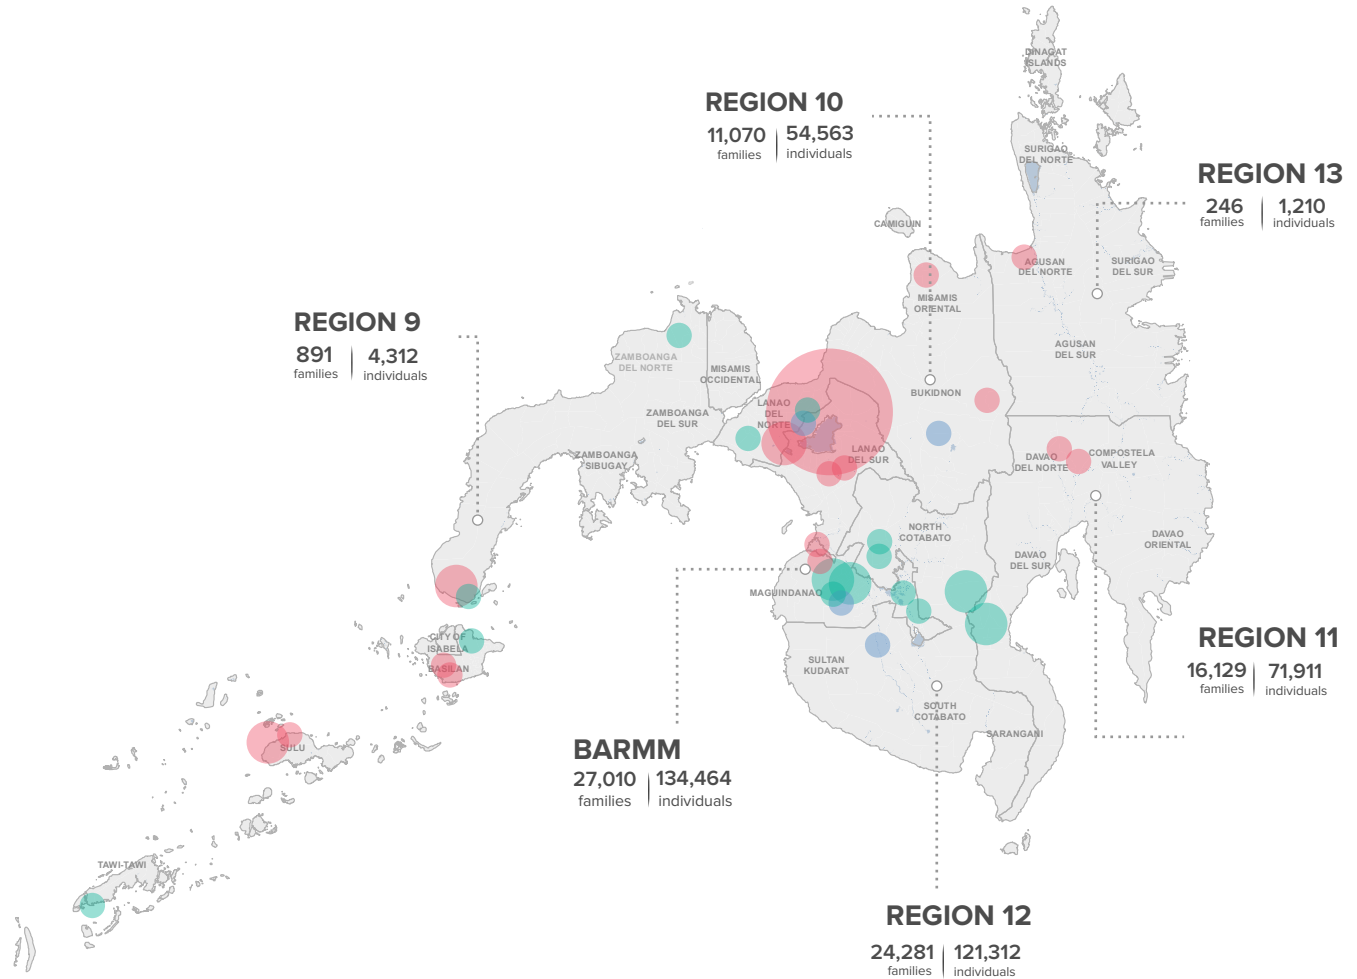 DINAGAT
ISLANDS
REGION 10
11,070 54,563
families individuals
SURIGAO
DEL NORTE
REGION 13
246 1,210
families individuals
CAMIGUIN
AGUSAN
DEL NORTE
SURIGAO
DEL SUR
MISAMIS
ORIENTAL
REGION 9
891 4,312
families individuals
ZAMBOANGA
DEL NORTE
MISAMIS
OCCIDENTAL
AGUSAN
DEL SUR
BUKIDNON
LANAO
DEL
NORTE
ZAMBOANGA
DEL SUR
LANAO
DEL SUR
ZAMBOANGA
SIBUGAY
DAVAO
DEL NORTE
COMPOSTELA
VALLEY
NORTH
COTABATO
DAVAO
ORIENTAL
DAVAO
DEL SUR
MAGUINDANAO
CITY OF
ISABELA
BASILAN
SULTAN
KUDARAT
REGION 11
16,129 71,911
families individuals
SOUTH
COTABATO
SARANGANI
SULU
BARMM
27,010 134,464
families individuals
TAWI-TAWI
REGION 12
24,281 121,312
families individuals